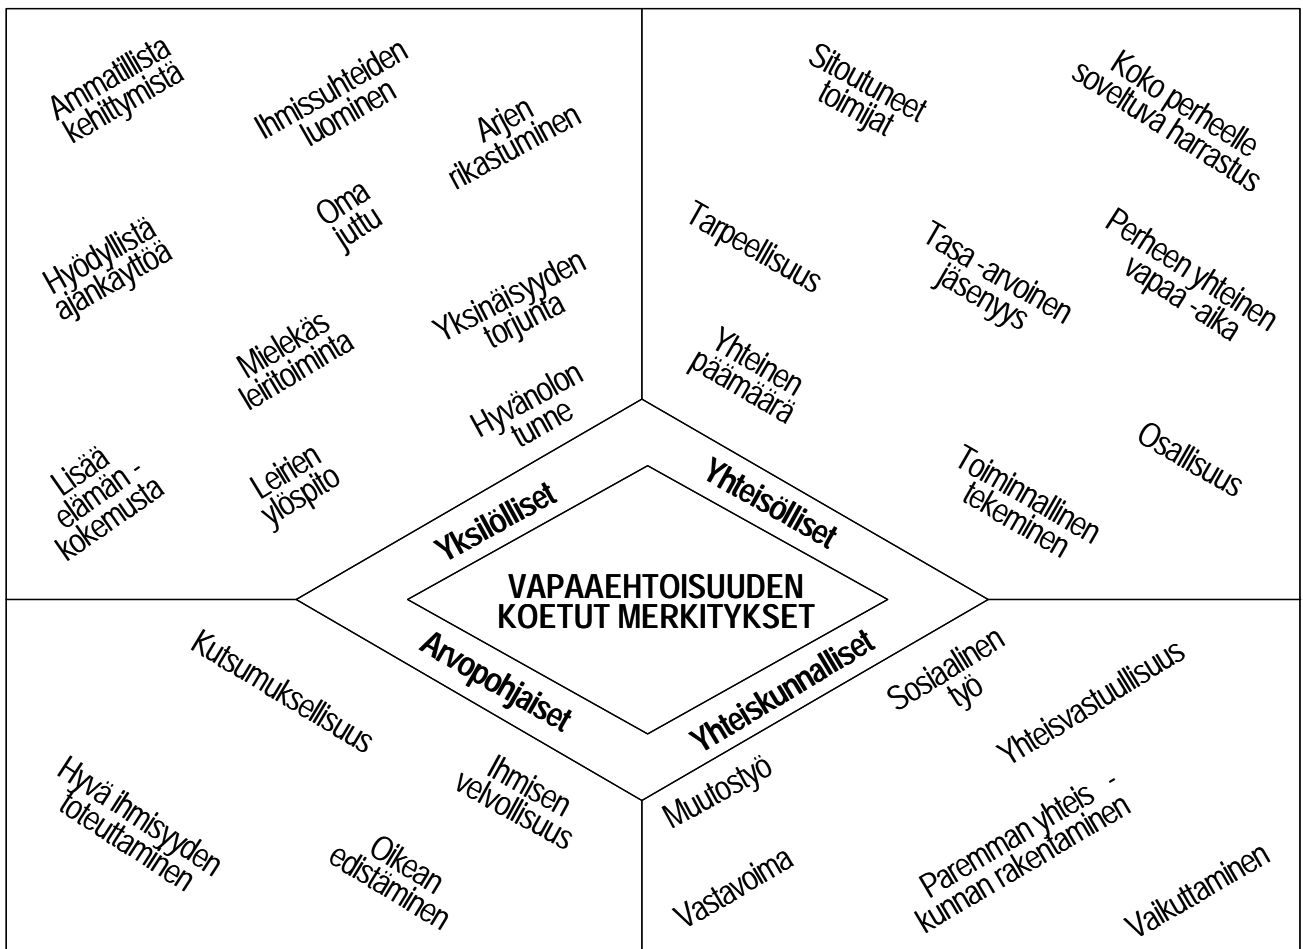 Ammatillista
kehittymistä
Ihmissuhteiden
luominen
Arjen
rikastuminen
Oma
juttu
Hyödyllistä
ajankäyttöä
Yksinäisyyden
torjunta
Mielekäs
leiritoiminta
Hyvänolon
tunne
Lisää
elämän -
kokemusta
Leirien
ylöspito
Yksilölliset
Sitoutuneet
toimijat
Koko perheelle
soveltuva harrastus
Tarpeellisuus
Tasa -arvoinen
jäsenyys
Perheen yhteinen
vapaa -aika
Yhteinen
päämäärä
Osallisuus
Toiminnallinen
tekeminen
Yhteisölliset
VAPAAEHTOISUUDEN
KOETUT MERKITYKSET
Arvopohjaiset
Kutsumuksellisuus
Ihmisen
velvollisuus
Hyvä ihmisyyden
toteuttaminen
Oikean
edistäminen
Yhteiskunnalliset
Sosiaalinen
työ
Yhteisvastuullisuus
Muutostyö
Paremman yhteis -
kunnan rakentaminen
Vastavoima
Vaikuttaminen